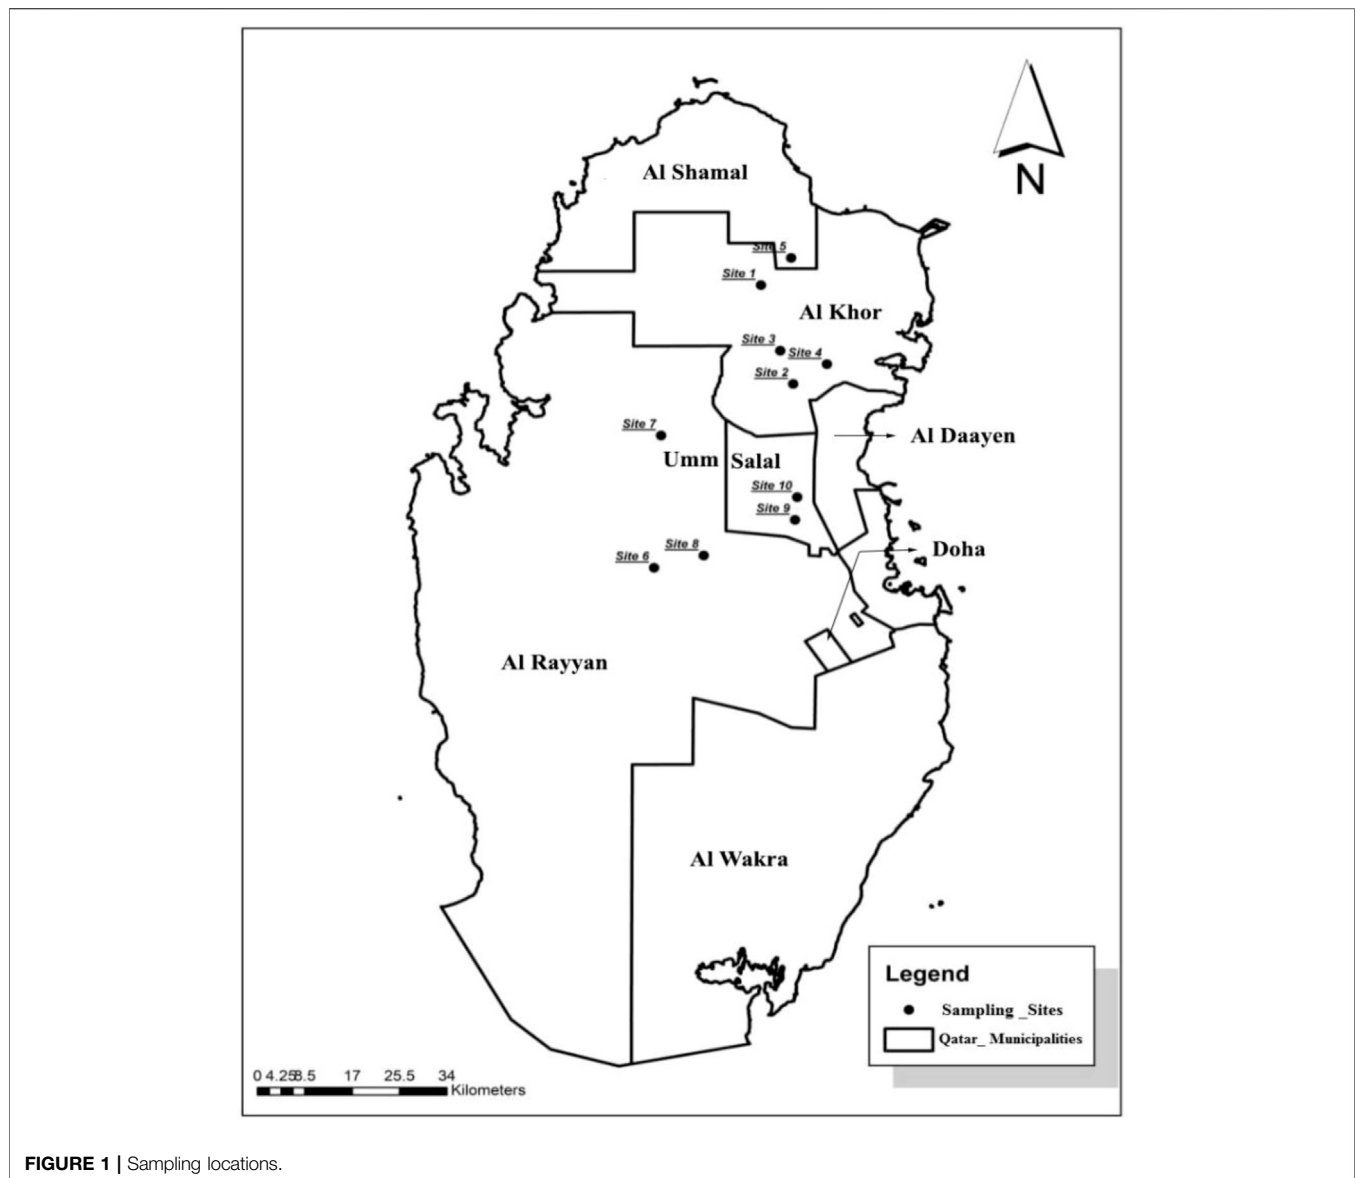 Al Shamal
N
Site 5
Site 1
Al Khor
Site 3
Site 4
Site 2
Site 7
Al Daayen
Umm Salal
Site 10
Site 9
Doha
Site 8
Site 6
Al Rayyan
Al Wakra
Legend
Sampling _Sites
Qatar_ Municipalities
0 4.25 8.5 17 25.5 34
Kilometers
FIGURE 1 | Sampling locations.